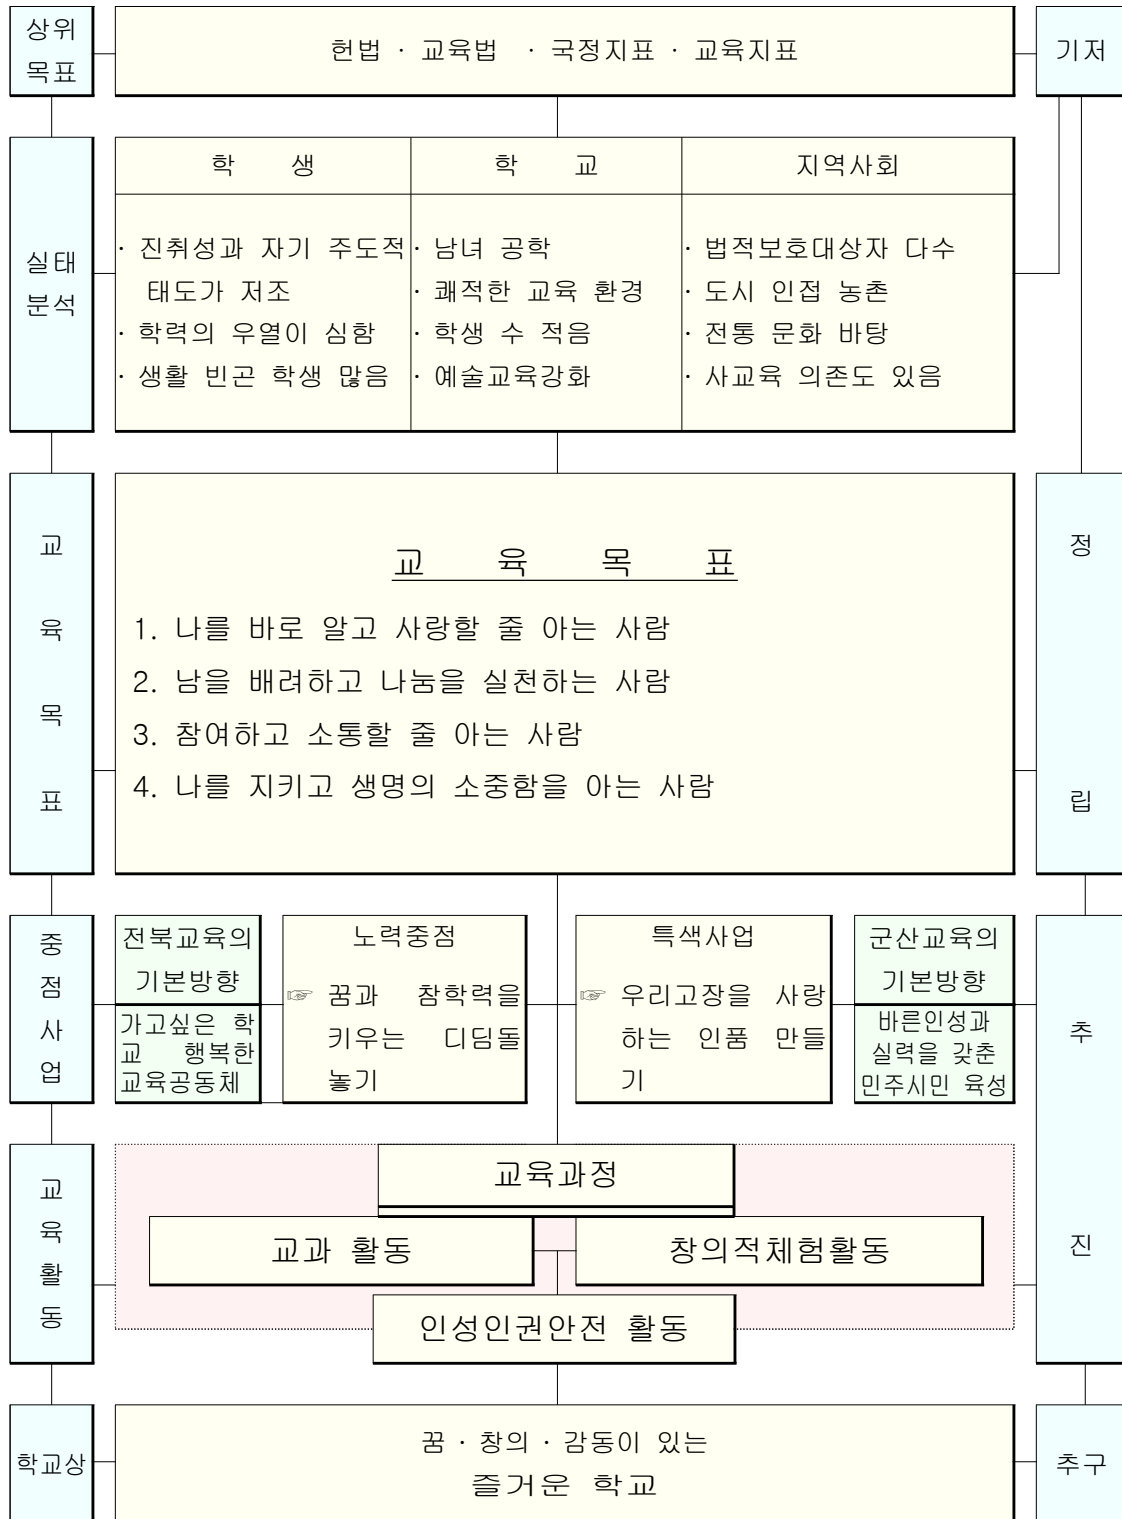 상위
목표
헌법 · 교육법 · 국정지표 · 교육지표
기저
실태
분석
학 생
· 진취성과 자기 주도적
태도가 저조
· 학력의 우열이 심함
· 생활 빈곤 학생 많음
학 교
· 남녀 공학
· 쾌적한 교육 환경
· 학생 수 적음
· 예술교육강화
지역사회
· 법적보호대상자 다수
· 도시 인접 농촌
· 전통 문화 바탕
· 사교육 의존도 있음
교
육
목
표
교 육 목 표
1. 나를 바로 알고 사랑할 줄 아는 사람
2. 남을 배려하고 나눔을 실천하는 사람
3. 참여하고 소통할 줄 아는 사람
4. 나를 지키고 생명의 소중함을 아는 사람
정
립
중
점
사
업
전북교육의
기본방향
가고싶은 학
교 행복한
교육공동체
노력중점
☞ 꿈과 참학력을
키우는 디딤돌
놓기
특색사업
☞ 우리고장을 사랑
하는 인품 만들
기
군산교육의
기본방향
바른인성과
실력을 갖춘
민주시민 육성
추
진
교
육
활
동
교육과정
교과 활동
창의적체험활동
인성인권안전 활동
학교상
꿈 · 창의 · 감동이 있는
즐거운 학교
추구